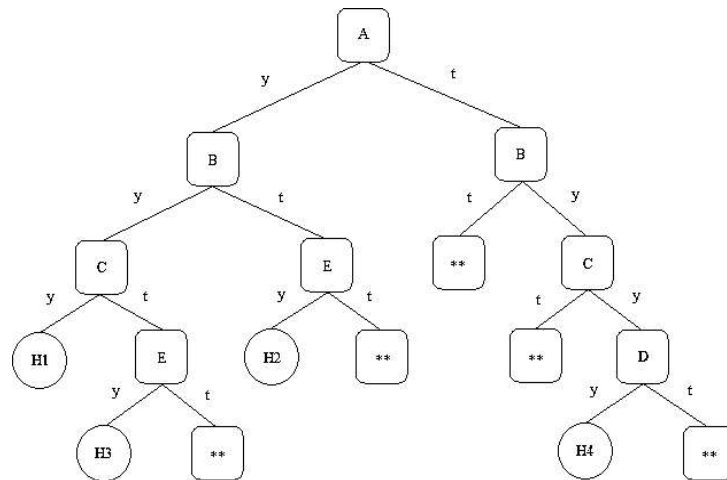 A
y t
B B
y t t y
C E ** C
y t y t t y
H1 E H2 ** ** D
y t y t
H3 ** H4 **